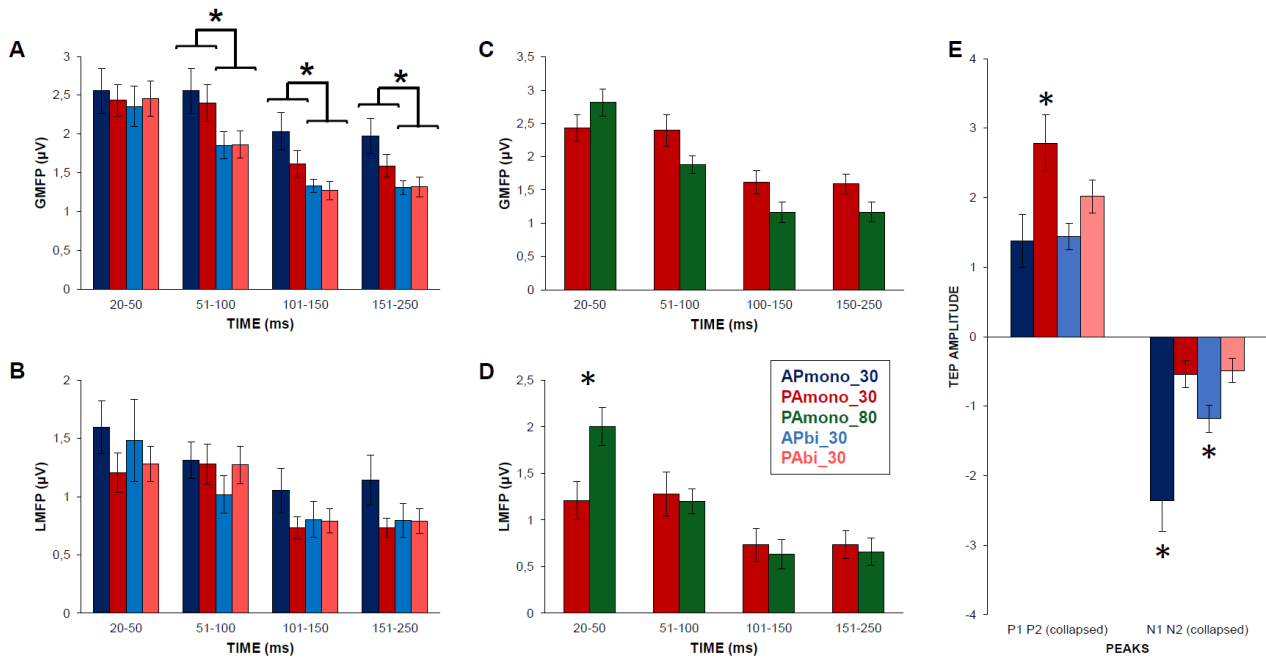 A
GMFP (µV)
3
2,5
2
1,5
1
0,5
0
* * *
20-50 51-100 101-150 151-250
TIME (ms)
B
LMFP (µV)
2
1,5
1
0,5
0
20-50 51-100 101-150 151-250
TIME (ms)
C
GMFP (µV)
3,5
3
2,5
2
1,5
1
0,5
0
20-50 51-100 100-150 150-250
TIME (ms)
D
LMFP (µV)
2,5
2
1,5
1
0,5
0
*
20-50 51-100 101-150 151-250
TIME (ms)
APmono_30
PAmono_30
PAmono_80
APbi_30
PAbi_30
E
TEP AMPLITUDE
4
3
2
1
0
-1
-2
-3
-4
*
* *
P1 P2 (collapsed) N1 N2 (collapsed)
PEAKS